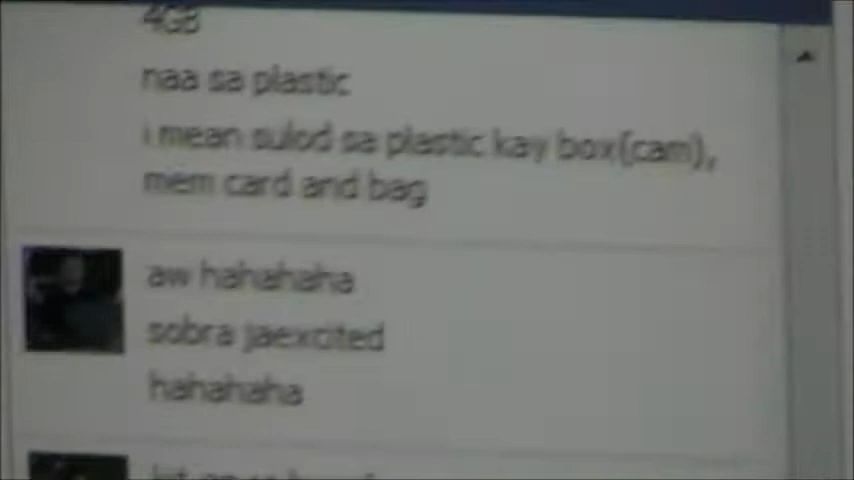 4GB
naa sa plastic
i mean sulod sa plastic kay box(cam),
mem card and bag
aw hahahaha
sobra jaexcited
hahahaha